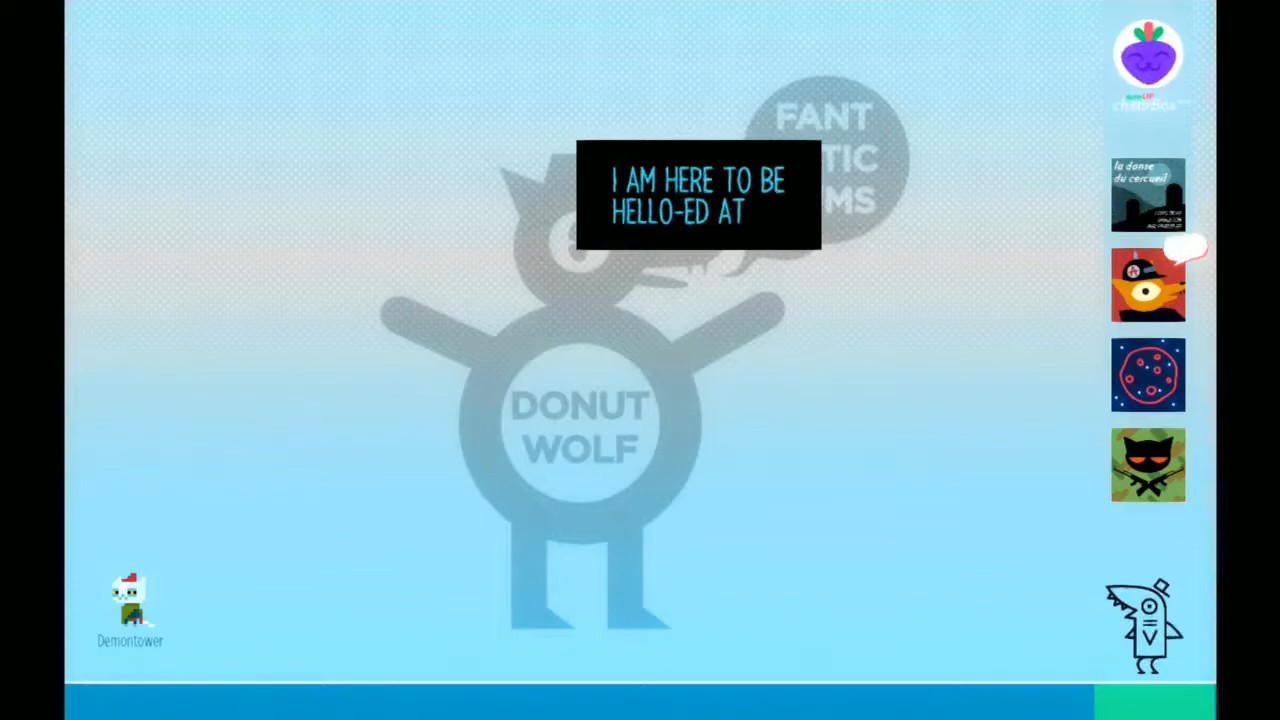 FANT
TIC
MS
I AM HERE TO BE
HELLO-ED AT
DONUT
WOLF
la danse
du cercueil
Demontower